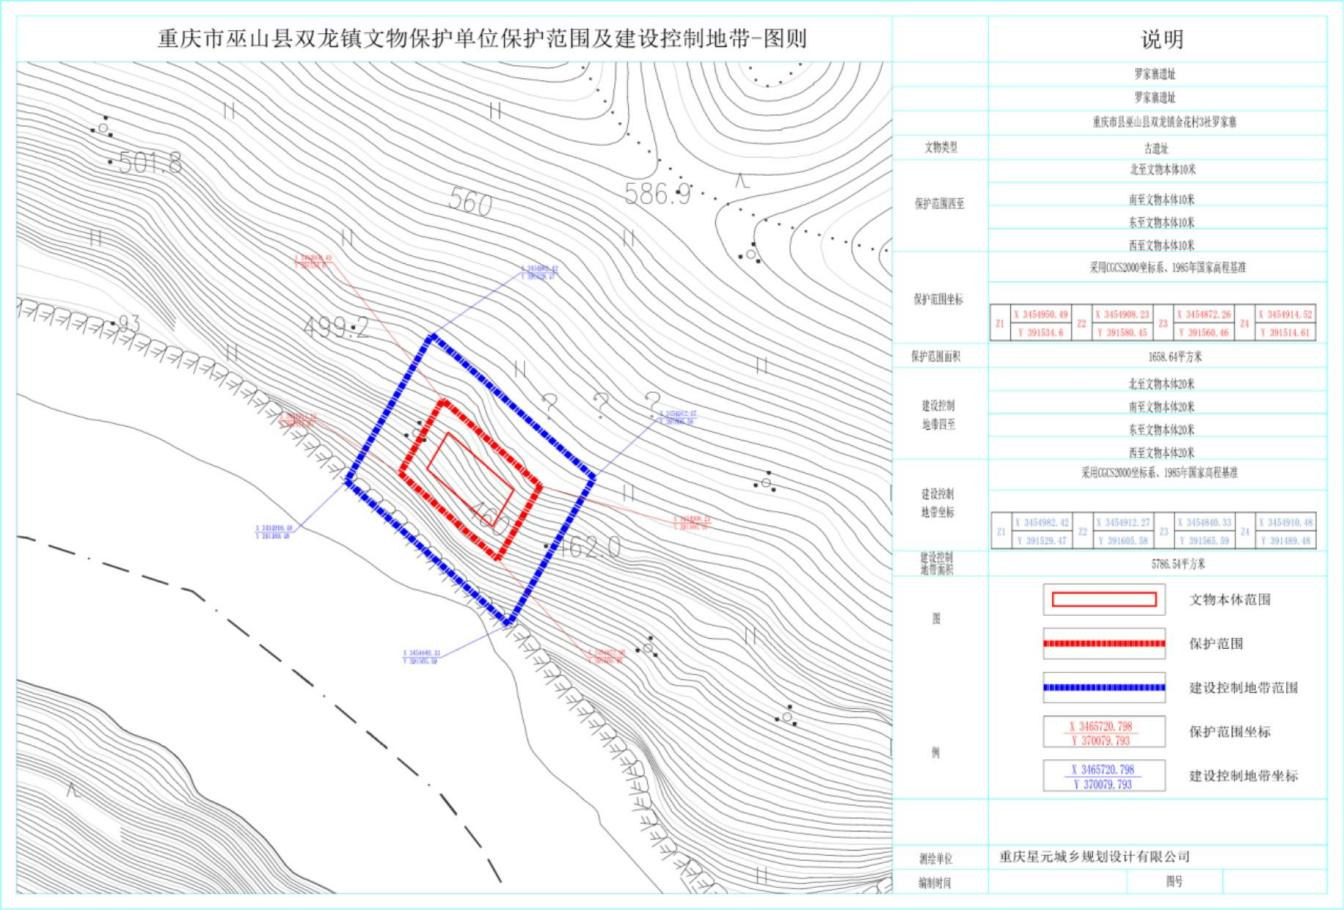 重庆市巫山县双龙镇文物保护单位保护范围及建设控制地带-图则
501.8
560
586.9
93
499.2
?
?
?
460
462.0
说明
罗家寨遗址
罗家寨遗址
重庆市县巫山县双龙镇金花村3社罗家寨
文物类型
古遗址
保护范围四至
北至文物本体10米
南至文物本体10米
东至文物本体10米
西至文物本体10米
保护范围坐标
采用CGCS2000坐标系、1985年国家高程基准
Z1 X 3454950.49 Z2 X 3454908.23 Z3 X 3454872.26 Z4 X 3454914.52
Y 391534.6 Y 391580.45 Y 391560.46 Y 391514.61
保护范围面积
1658.64平方米
建设控制
地带四至
北至文物本体20米
南至文物本体20米
东至文物本体20米
西至文物本体20米
建设控制
地带坐标
采用CGCS2000坐标系、1985年国家高程基准
Z1 X 3454982.42 Z2 X 3454912.27 Z3 X 3454840.33 Z4 X 3454910.48
Y 391529.47 Y 391605.58 Y 391565.59 Y 391489.48
建设控制
地带面积
5786.54平方米
图
例
文物本体范围
保护范围
建设控制地带范围
X 3465720.798
Y 370079.793
保护范围坐标
X 3465720.798
Y 370079.793
建设控制地带坐标
测绘单位
重庆星元城乡规划设计有限公司
编制时间
图号